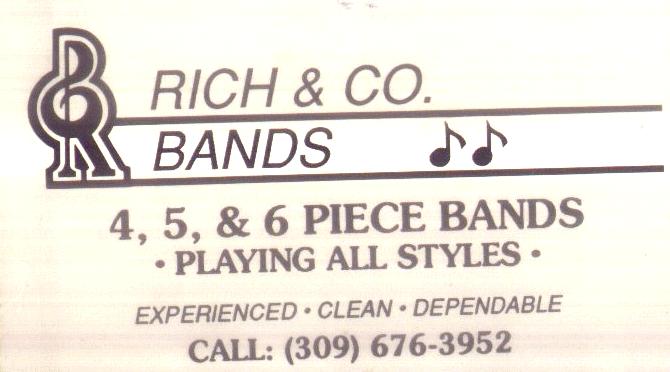 RICH & CO.
BANDS
4, 5, & 6 PIECE BANDS
• PLAYING ALL STYLES •
EXPERIENCED • CLEAN • DEPENDABLE
CALL: (309) 676-3952